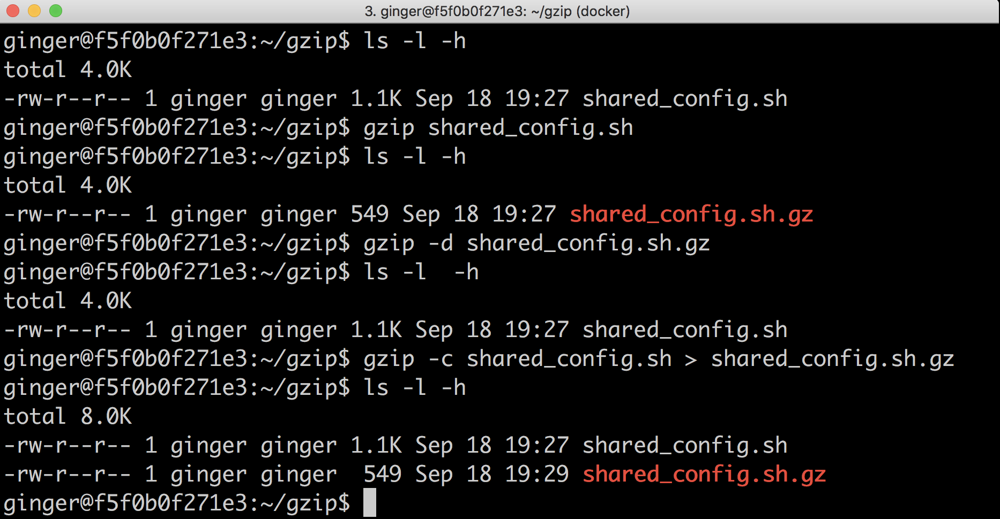 3. ginger@f5f0b0f271e3: ~/gzip (docker)
ginger@f5f0b0f271e3:~/gzip$ ls -l -h
total 4.0K
-rw-r--r-- 1 ginger ginger 1.1K Sep 18 19:27 shared_config.sh
ginger@f5f0b0f271e3:~/gzip$ gzip shared_config.sh
ginger@f5f0b0f271e3:~/gzip$ ls -l -h
total 4.0K
-rw-r--r-- 1 ginger ginger 549 Sep 18 19:27 shared_config.sh.gz
ginger@f5f0b0f271e3:~/gzip$ gzip -d shared_config.sh.gz
ginger@f5f0b0f271e3:~/gzip$ ls -l  -h
total 4.0K
-rw-r--r-- 1 ginger ginger 1.1K Sep 18 19:27 shared_config.sh
ginger@f5f0b0f271e3:~/gzip$ gzip -c shared_config.sh > shared_config.sh.gz
ginger@f5f0b0f271e3:~/gzip$ ls -l -h
total 8.0K
-rw-r--r-- 1 ginger ginger 1.1K Sep 18 19:27 shared_config.sh
-rw-r--r-- 1 ginger ginger  549 Sep 18 19:29 shared_config.sh.gz
ginger@f5f0b0f271e3:~/gzip$